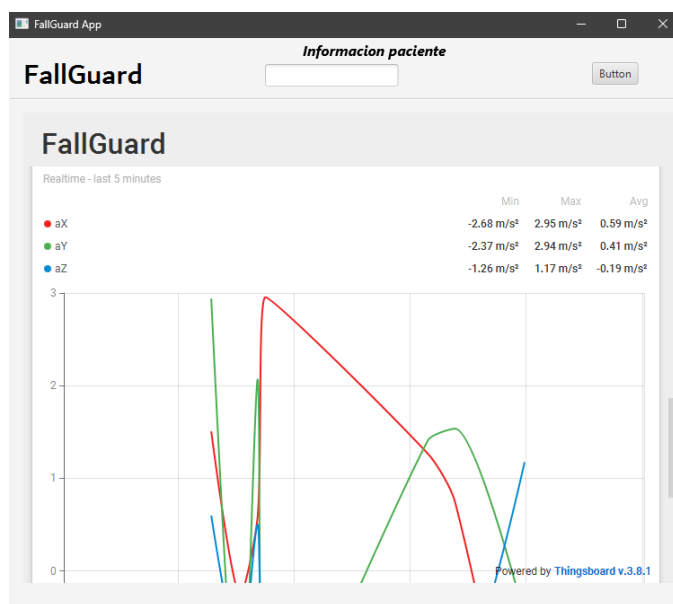 FallGuard App
Informacion paciente
FallGuard
Button
FallGuard
Realtime - last 5 minutes
Min Max Avg
aX -2.68 m/s² 2.95 m/s² 0.59 m/s²
aY -2.37 m/s² 2.94 m/s² 0.41 m/s²
aZ -1.26 m/s² 1.17 m/s² -0.19 m/s²
3
2
1
0
Powered by Thingsboard v.3.8.1